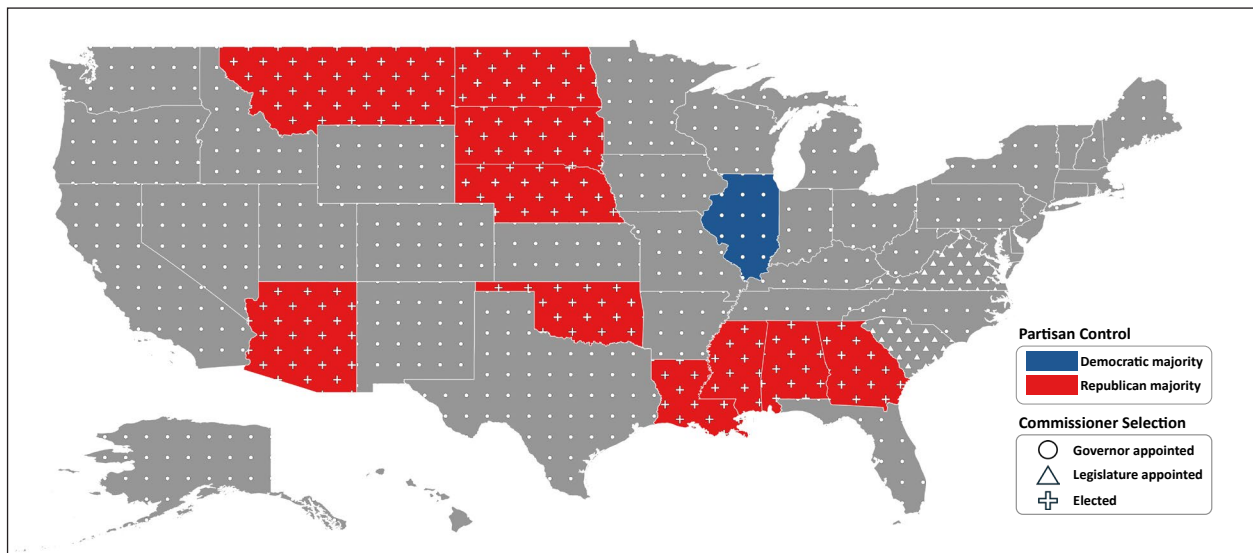 Partisan Control
Democratic majority
Republican majority
Commissioner Selection
Governor appointed
Legislature appointed
Elected